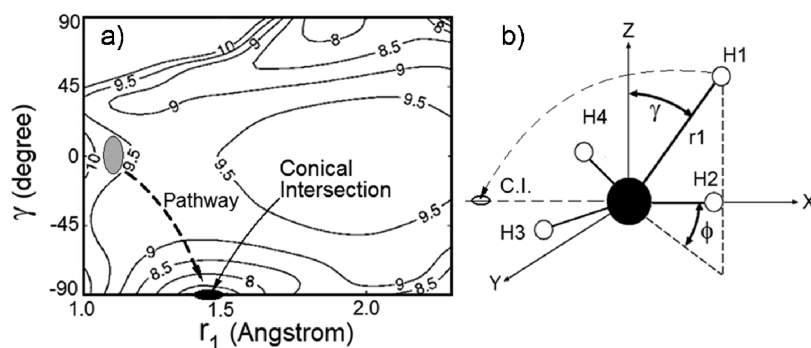 a)
90
45
0
-45
-90
γ (degree)
10
9
9.5
8
8.5
8.5
9
9
9.5
10
9.5
9.5
Conical
Intersection
Pathway
9.5
9
8.5
8
9
8.5
1.0
1.5
2.0
r1 (Angstrom)
b)
Z
H1
γ
r1
H4
C.I.
H2
X
H3
ϕ
Y